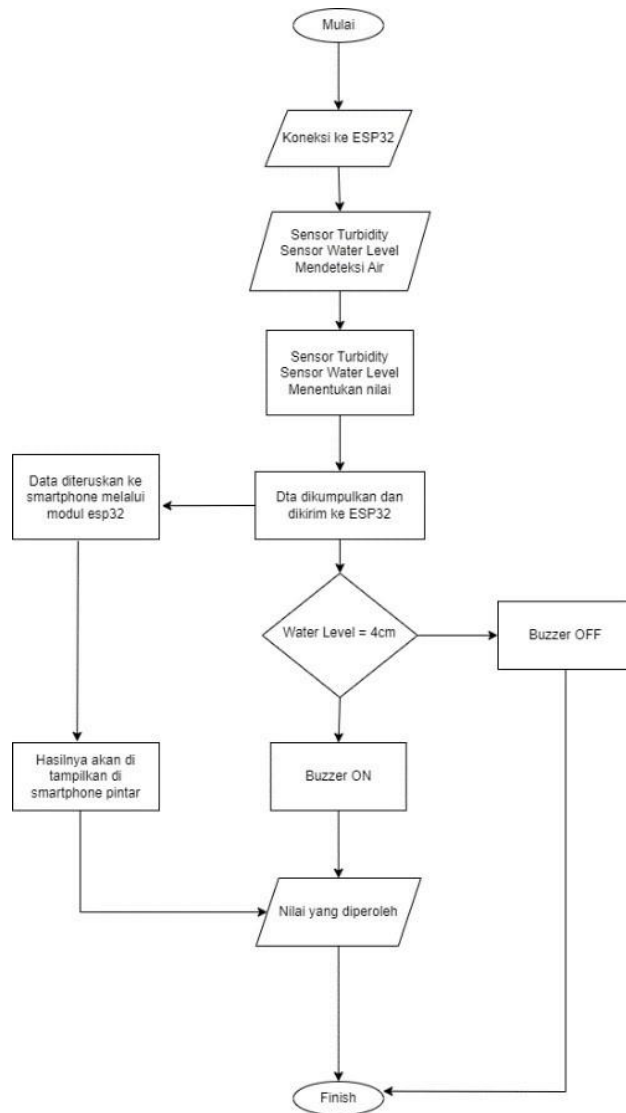 Mulai
Koneksi ke ESP32
Sensor Turbidity
Sensor Water Level
Mendeteksi Air
Sensor Turbidity
Sensor Water Level
Menentukan nilai
Data diteruskan ke
smartphone melalui
modul esp32
Dta dikumpulkan dan
dikirim ke ESP32
Water Level = 4cm
Buzzer OFF
Hasilnya akan di
tampilkan di
smartphone pintar
Buzzer ON
Nilai yang diperoleh
Finish